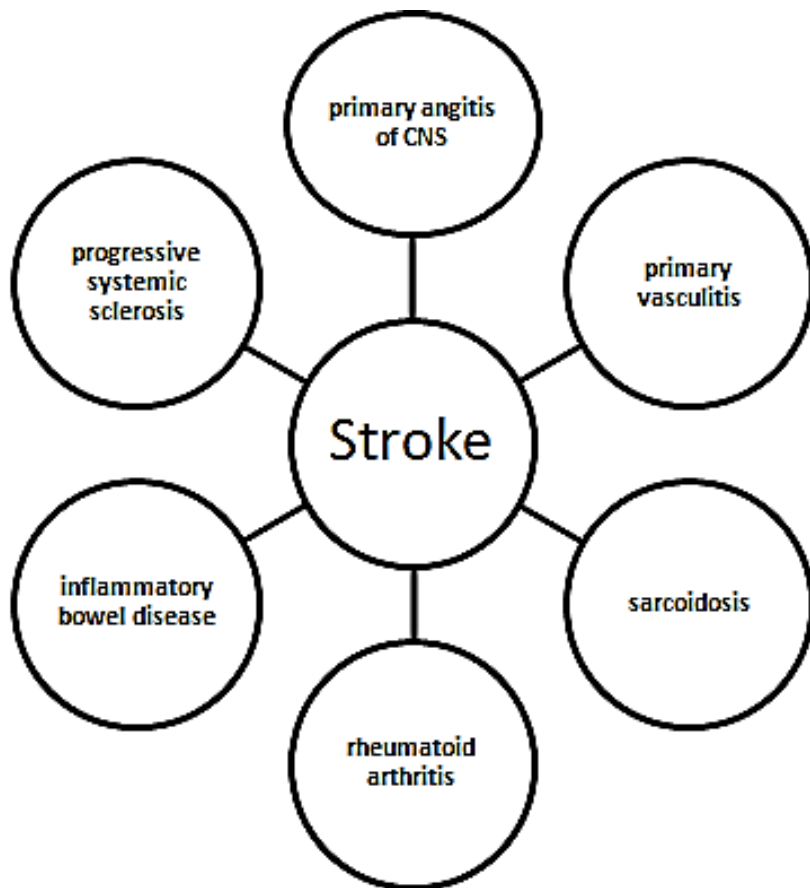 primary angitis
of CNS
primary
vasculitis
sarcoidosis
rheumatoid
arthritis
inflammatory
bowel disease
progressive
systemic
sclerosis
Stroke